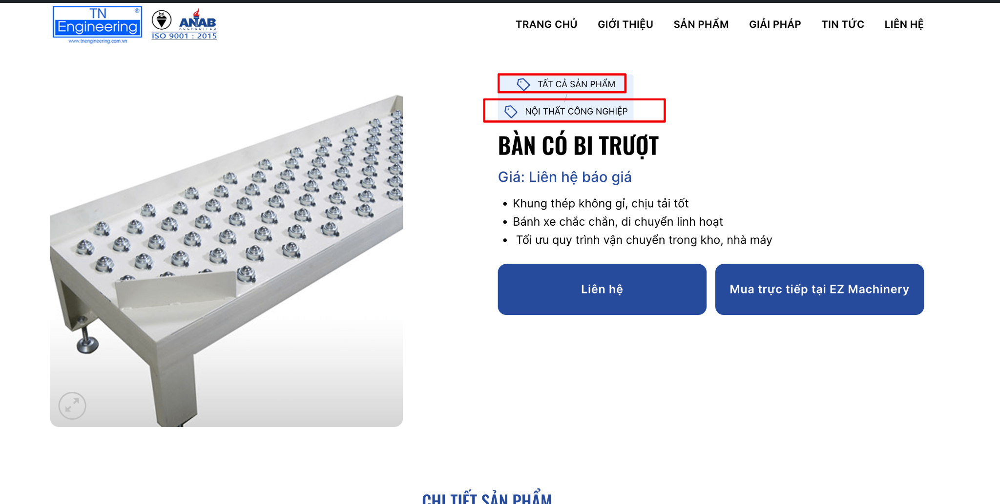 TN ®
Engineering
www.tnengineering.com.vn
bsi.
ANAB
ACCREDITED
ISO 9001 : 2015
TRANG CHỦ GIỚI THIỆU SẢN PHẨM GIẢI PHÁP TIN TỨC LIÊN HỆ
TẤT CẢ SẢN PHẨM
/
NỘI THẤT CÔNG NGHIỆP
BÀN CÓ BI TRƯỢT
Giá: Liên hệ báo giá
• Khung thép không gỉ, chịu tải tốt
• Bánh xe chắc chắn, di chuyển linh hoạt
• Tối ưu quy trình vận chuyển trong kho, nhà máy
Liên hệ
Mua trực tiếp tại EZ Machinery
CHI TIẾT SẢN PHẨM